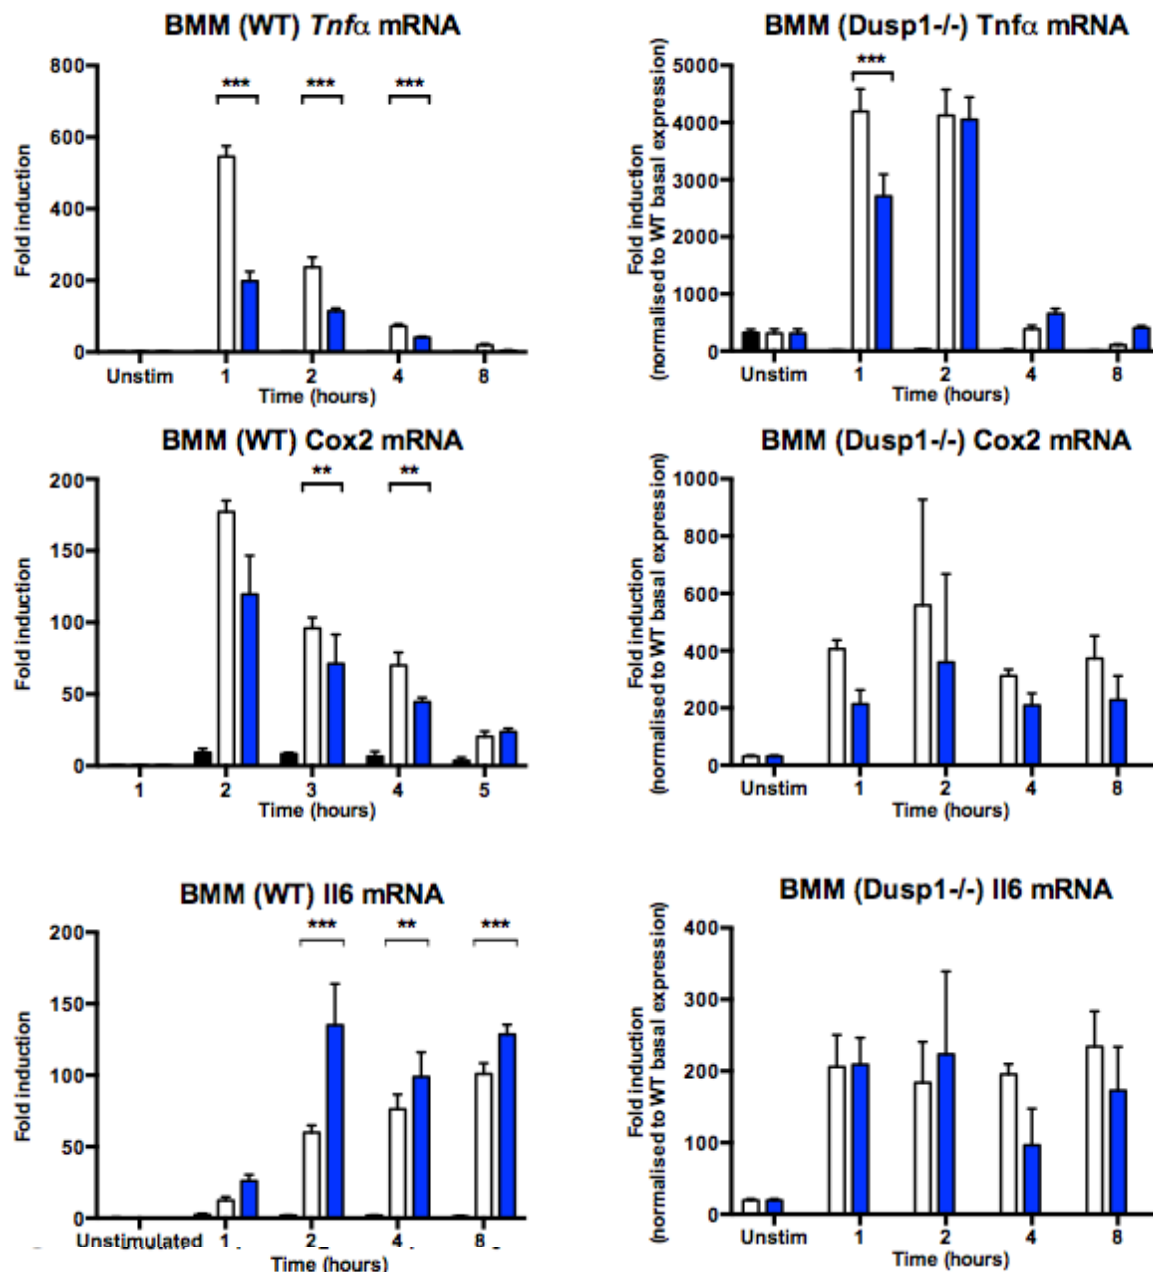 BMM (WT) Tnfα mRNA
Fold induction
800
600
400
200
0
***
***
***
Unstim
1
2
4
8
Time (hours)
BMM (Dusp1-/-) Tnfα mRNA
Fold induction
(normalised to WT basal expression)
5000
4000
3000
2000
1000
0
***
Unstim
1
2
4
8
Time (hours)
BMM (WT) Cox2 mRNA
Fold induction
200
150
100
50
0
**
**
1
2
3
4
5
Time (hours)
BMM (Dusp1-/-) Cox2 mRNA
Fold induction
(normalised to WT basal expression)
1000
800
600
400
200
0
Unstim
1
2
4
8
Time (hours)
BMM (WT) Il6 mRNA
Fold induction
200
150
100
50
0
***
**
***
Unstimulated
1
2
4
8
Time (hours)
BMM (Dusp1-/-) Il6 mRNA
Fold induction
(normalised to WT basal expression)
400
300
200
100
0
Unstim
1
2
4
8
Time (hours)